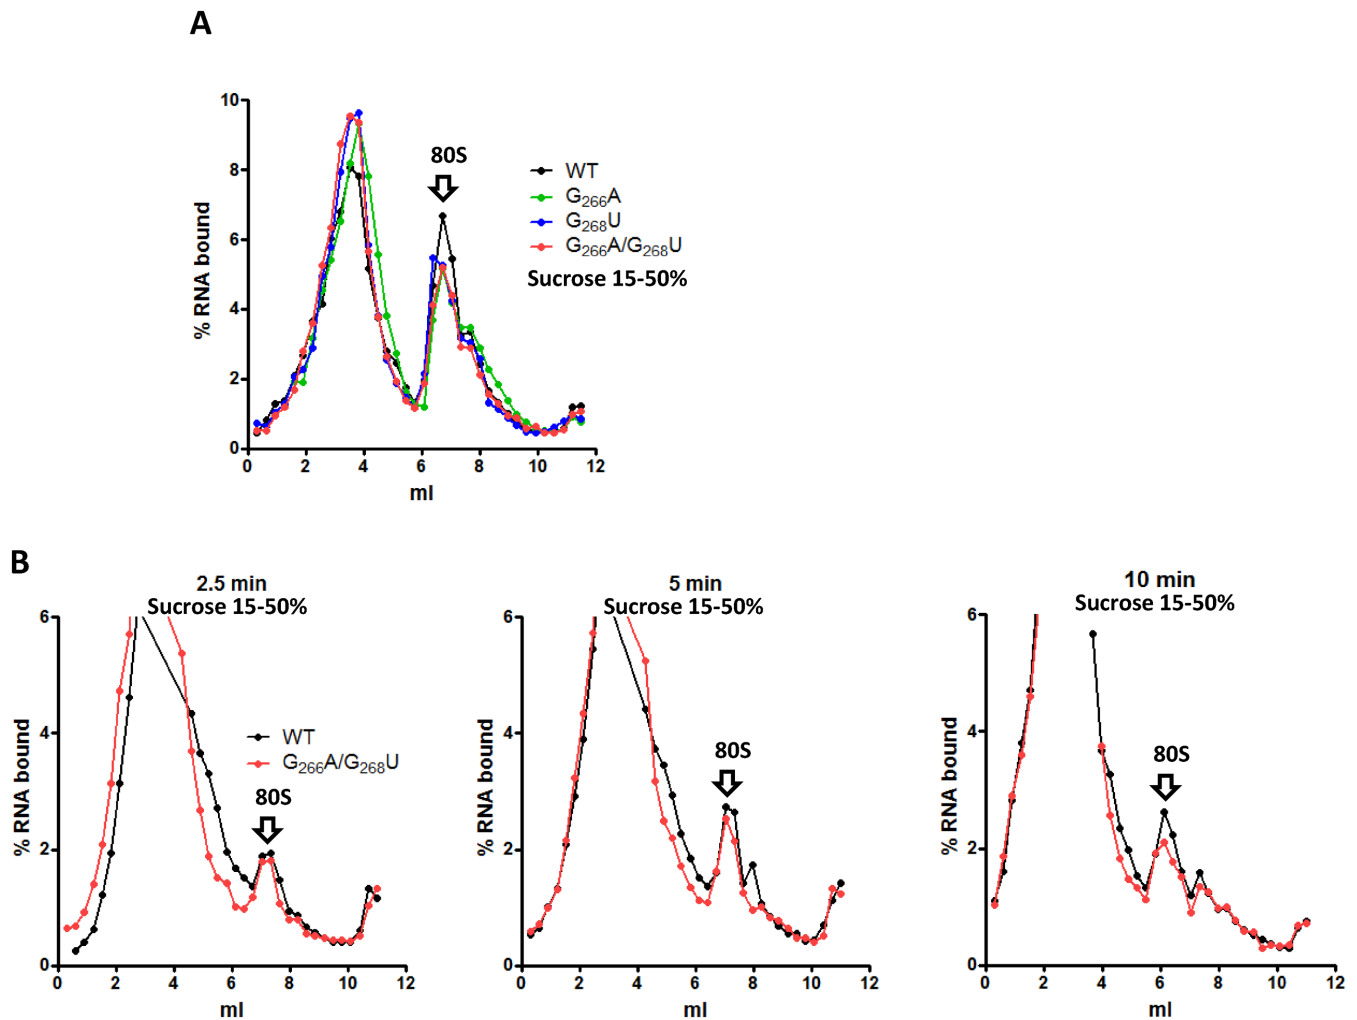 A
10
8
6
4
2
0
% RNA bound
0 2 4 6 8 10 12
ml
80S
WT
G266A
G268U
G266A/G268U
Sucrose 15-50%
B
2.5 min
Sucrose 15-50%
6
4
2
0
% RNA bound
0 2 4 6 8 10 12
ml
WT
G266A/G268U
80S
5 min
Sucrose 15-50%
6
4
2
0
% RNA bound
0 2 4 6 8 10 12
ml
80S
10 min
Sucrose 15-50%
6
4
2
0
% RNA bound
0 2 4 6 8 10 12
ml
80S